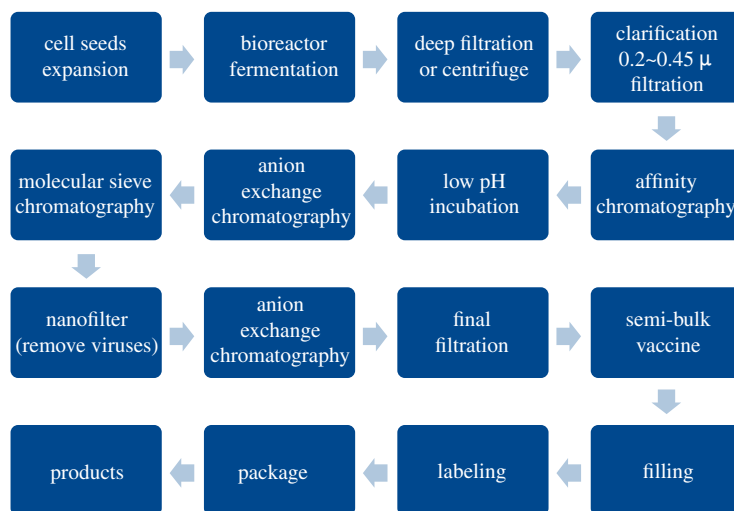 cell seeds
expansion
bioreactor
fermentation
deep filtration
or centrifuge
clarification
0.2~0.45 μ
filtration
affinity
chromatography
low pH
incubation
anion
exchange
chromatography
molecular sieve
chromatography
nanofilter
(remove viruses)
anion
exchange
chromatography
final
filtration
semi-bulk
vaccine
filling
labeling
package
products